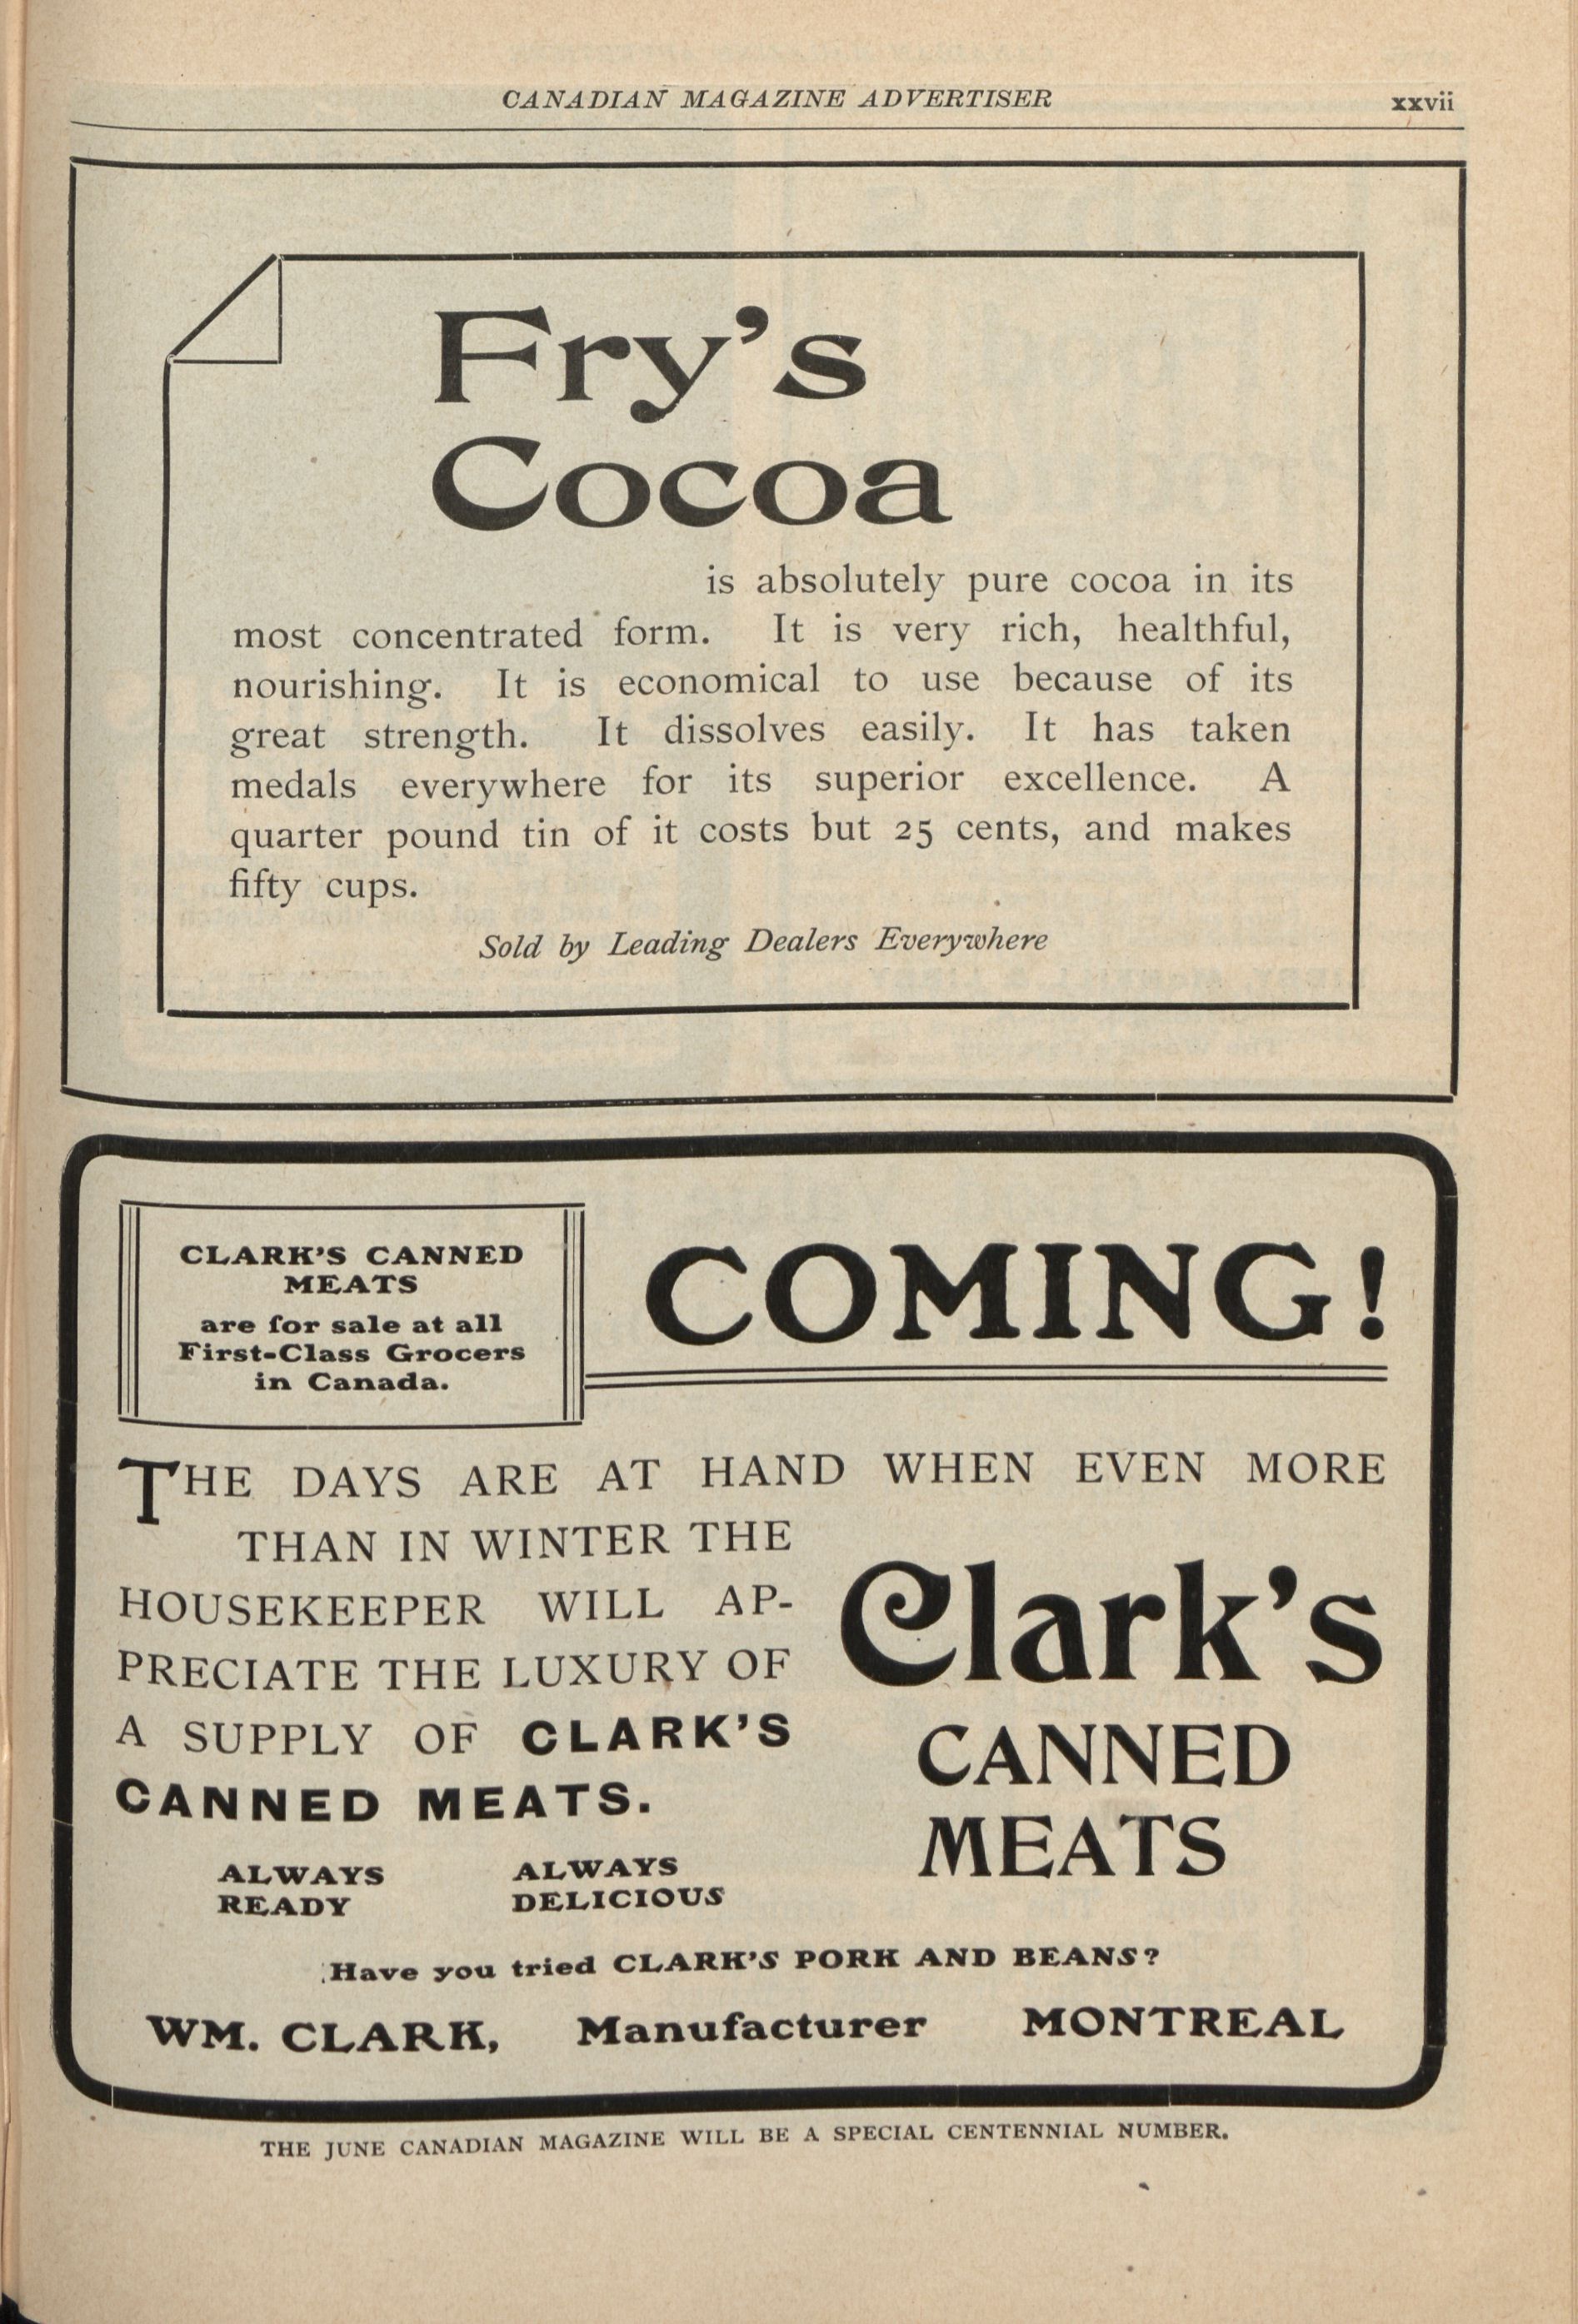 CANADIAN MAGAZINE ADVERTISER xxvii
Fry's
Cocoa
is absolutely pure cocoa in its
most concentrated form. It is very rich, healthful,
nourishing. It is economical to use because of its
great strength. It dissolves easily. It has taken
medals everywhere for its superior excellence. A
quarter pound tin of it costs but 25 cents, and makes
fifty cups.
Sold by Leading Dealers Everywhere
CLARK'S CANNED
MEATS
are for sale at all
First-Class Grocers
in Canada.
COMING!
THE DAYS ARE AT HAND WHEN EVEN MORE
THAN IN WINTER THE
HOUSEKEEPER WILL AP-
PRECIATE THE LUXURY OF
A SUPPLY OF CLARK'S
CANNED MEATS.
Clark's
CANNED
MEATS
ALWAYS
READY
ALWAYS
DELICIOUS
Have you tried CLARK'S PORK AND BEANS?
WM. CLARK, Manufacturer MONTREAL
THE JUNE CANADIAN MAGAZINE WILL BE A SPECIAL CENTENNIAL NUMBER.